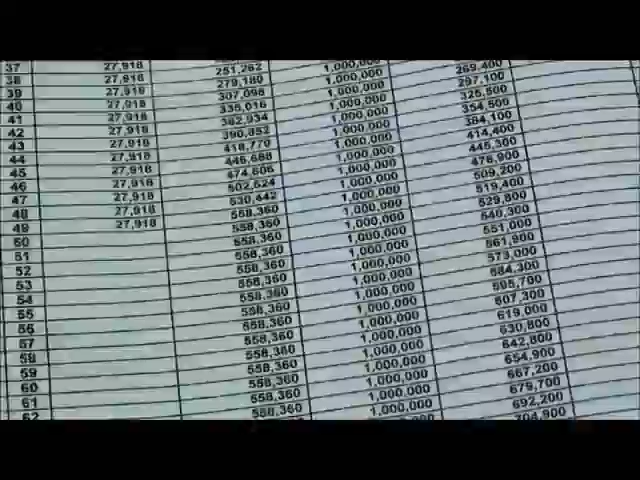 37 27,918
38 27,918 251,262 1,000,000 269,400
39 27,918 279,180 1,000,000 297,100
40 27,918 307,098 1,000,000 325,500
41 27,918 335,016 1,000,000 354,500
42 27,918 362,934 1,000,000 384,100
43 27,918 390,852 1,000,000 414,400
44 27,918 418,770 1,000,000 445,300
45 27,918 446,688 1,000,000 476,900
46 27,918 474,606 1,000,000 509,200
47 27,918 502,524 1,000,000 519,400
48 27,918 530,442 1,000,000 529,800
49 27,918 558,360 1,000,000 540,300
50 558,360 1,000,000 551,000
51 558,360 1,000,000 561,900
52 558,360 1,000,000 573,000
53 558,360 1,000,000 584,300
54 558,360 1,000,000 595,700
55 558,360 1,000,000 607,300
56 558,360 1,000,000 619,000
57 558,360 1,000,000 630,800
58 558,360 1,000,000 642,800
59 558,360 1,000,000 654,900
60 558,360 1,000,000 667,200
61 558,360 1,000,000 679,700
62 558,360 1,000,000 692,200
704,900